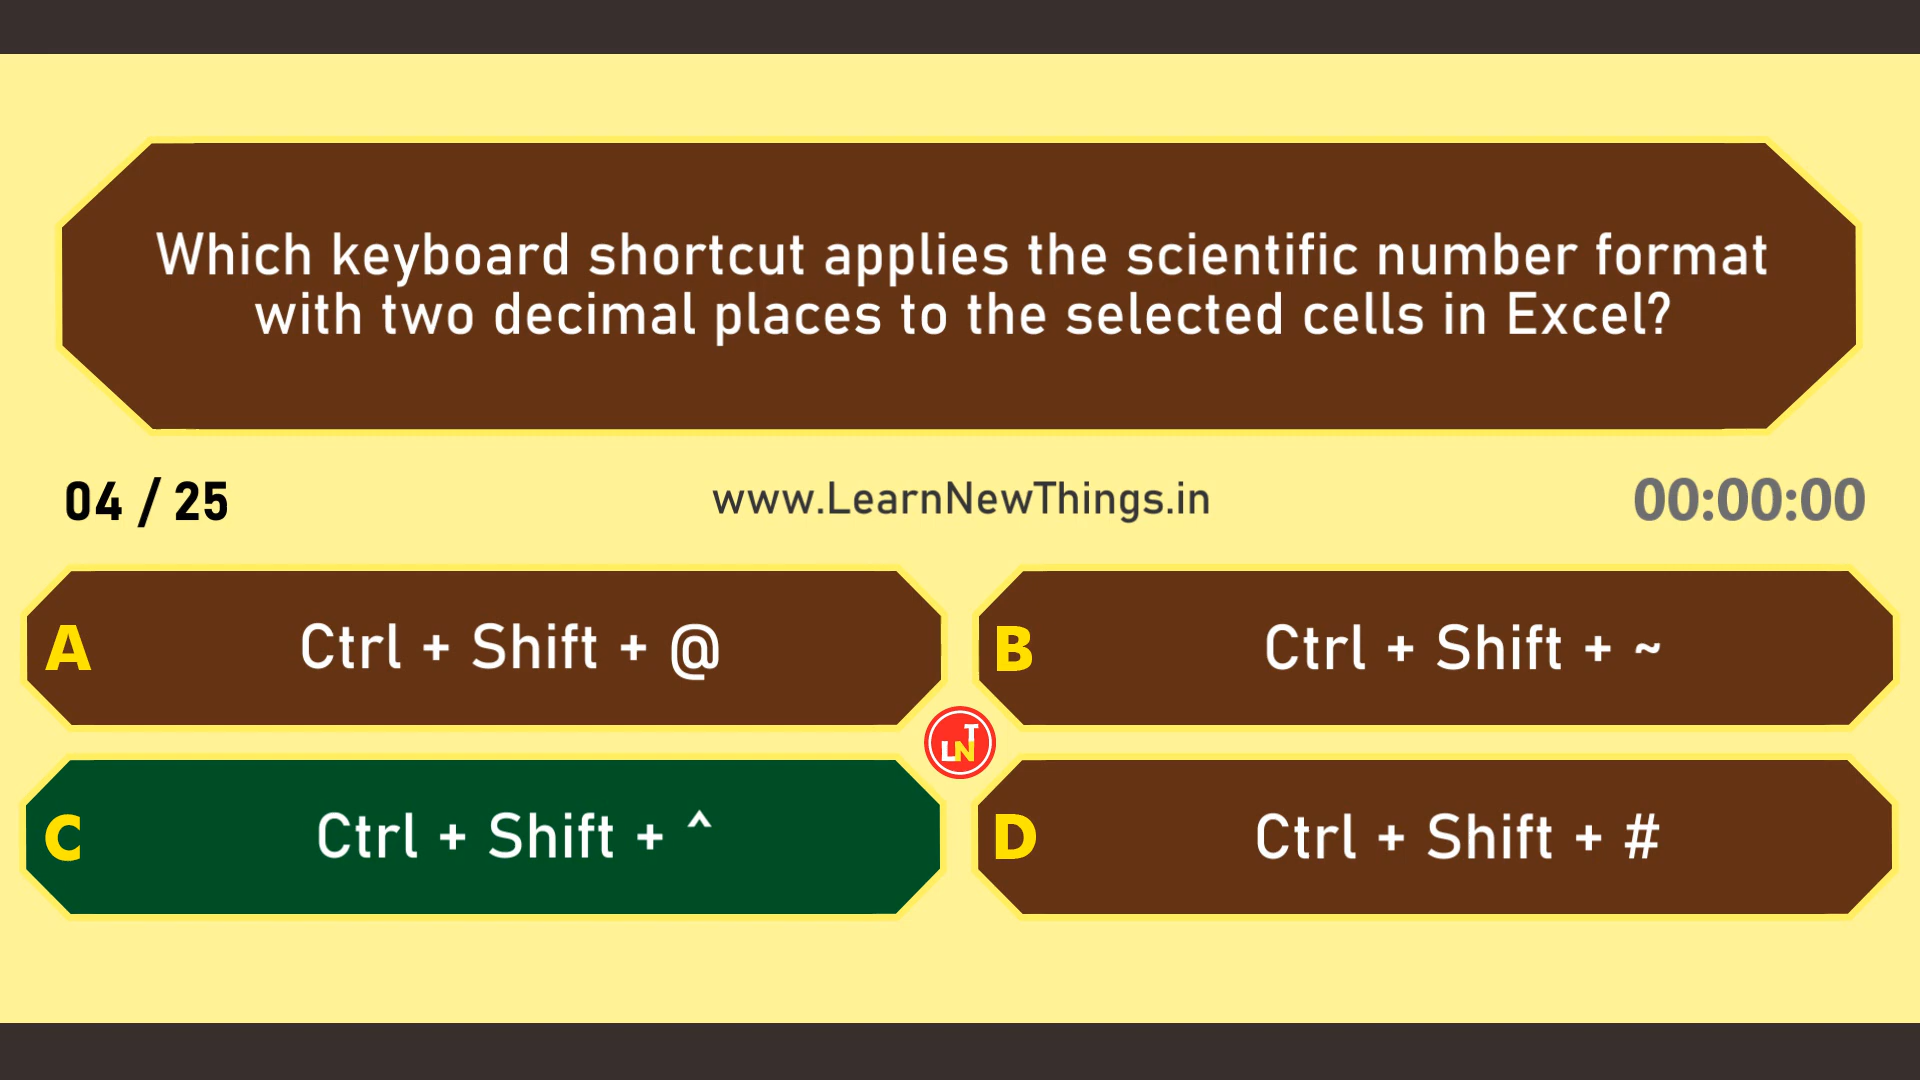 Which keyboard shortcut applies the scientific number format
with two decimal places to the selected cells in Excel?
04 / 25
www.LearnNewThings.in
00:00:00
A
Ctrl + Shift + @
B
Ctrl + Shift + ~
LNT
C
Ctrl + Shift + ^
D
Ctrl + Shift + #